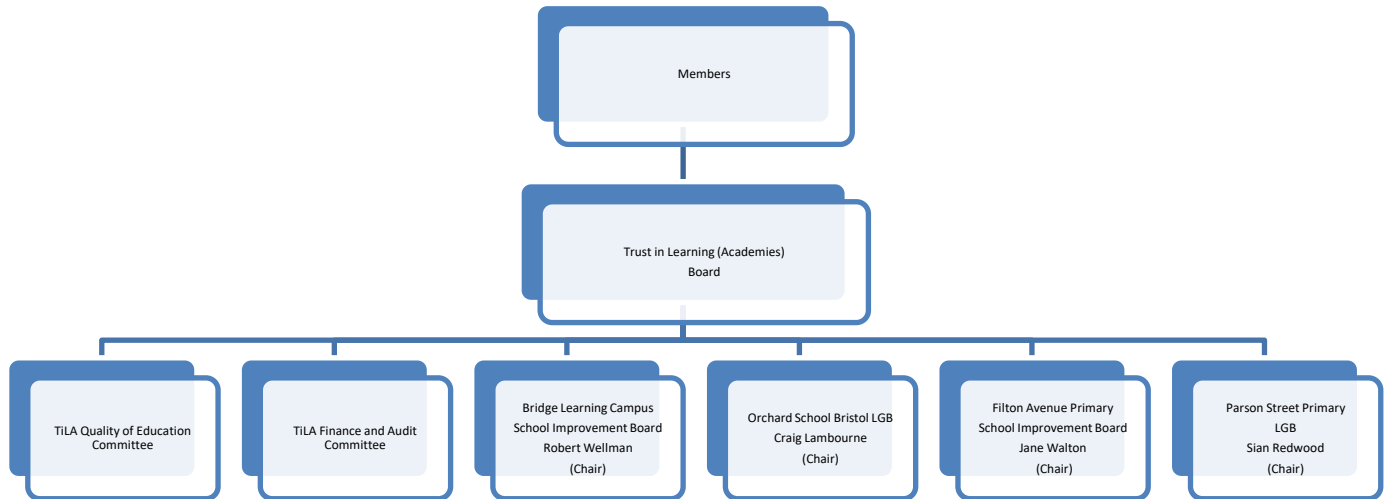 Members
Trust in Learning (Academies)
Board
TiLA Quality of Education
Committee
TiLA Finance and Audit
Committee
Bridge Learning Campus
School Improvement Board
Robert Wellman
(Chair)
Orchard School Bristol LGB
Craig Lambourne
(Chair)
Filton Avenue Primary
School Improvement Board
Jane Walton
(Chair)
Parson Street Primary
LGB
Sian Redwood
(Chair)